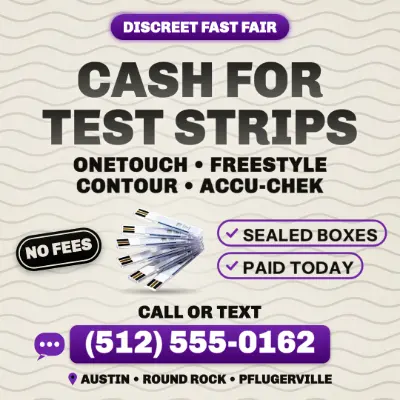 DISCREET FAST FAIR
CASH FOR
TEST STRIPS
ONETOUCH • FREESTYLE
CONTOUR • ACCU-CHEK
NO FEES
SEALED BOXES
PAID TODAY
CALL OR TEXT
(512) 555-0162
AUSTIN • ROUND ROCK • PFLUGERVILLE